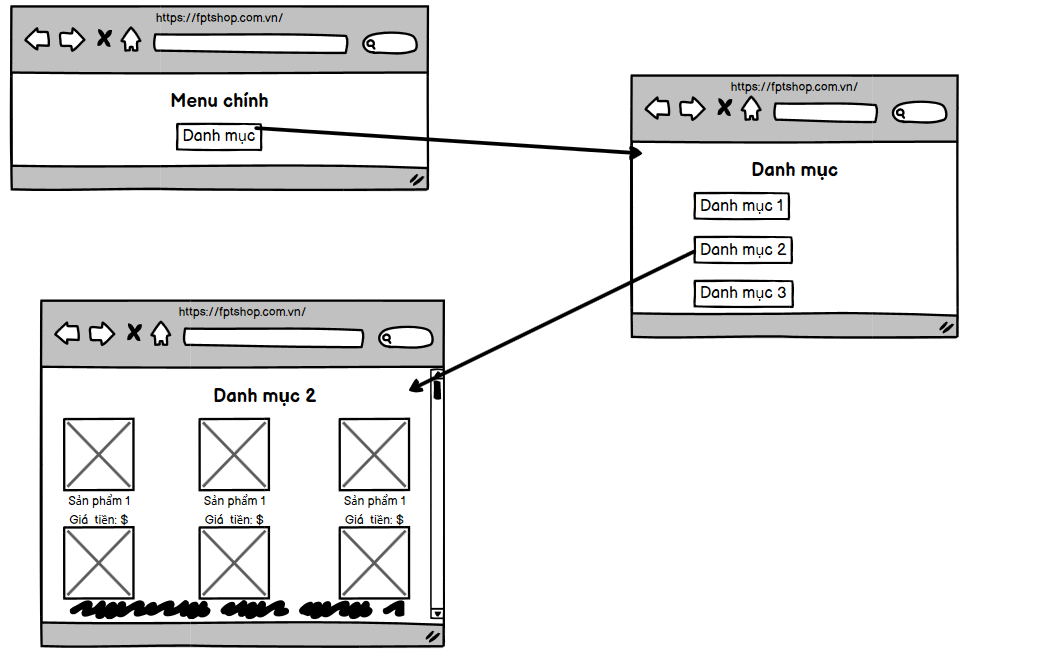 https://fptshop.com.vn/
Menu chính
Danh mục
https://fptshop.com.vn/
Danh mục
Danh mục 1
Danh mục 2
Danh mục 3
https://fptshop.com.vn/
Danh mục 2
Sản phẩm 1 Sản phẩm 1 Sản phẩm 1
Giá tiền: $ Giá tiền: $ Giá tiền: $